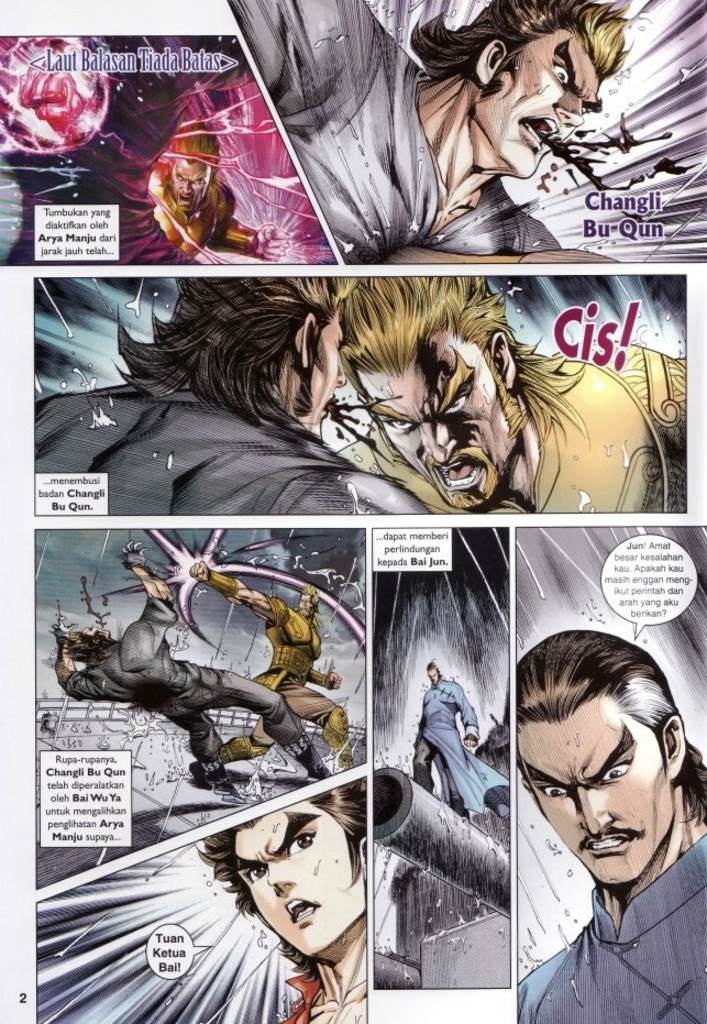 <Laut Balasan Tiada Batas>
Tumbukan yang
diaktifkan oleh
Arya Manju dari
jarak jauh telah...
Changli
Bu Qun
Cis!
...menembusi
badan Changli
Bu Qun.
Rupa-rupanya,
Changli Bu Qun
telah diperalatkan
oleh Bai Wu Ya
untuk mengalihkan
penglihatan Arya
Manju supaya...
...dapat memberi
perlindungan
kepada Bai Jun.
Jun! Amat
besar kesalahan
kau. Apakah kau
masih enggan meng-
ikut perintah dan
arah yang aku
berikan?
Tuan
Ketua
Bai!
2